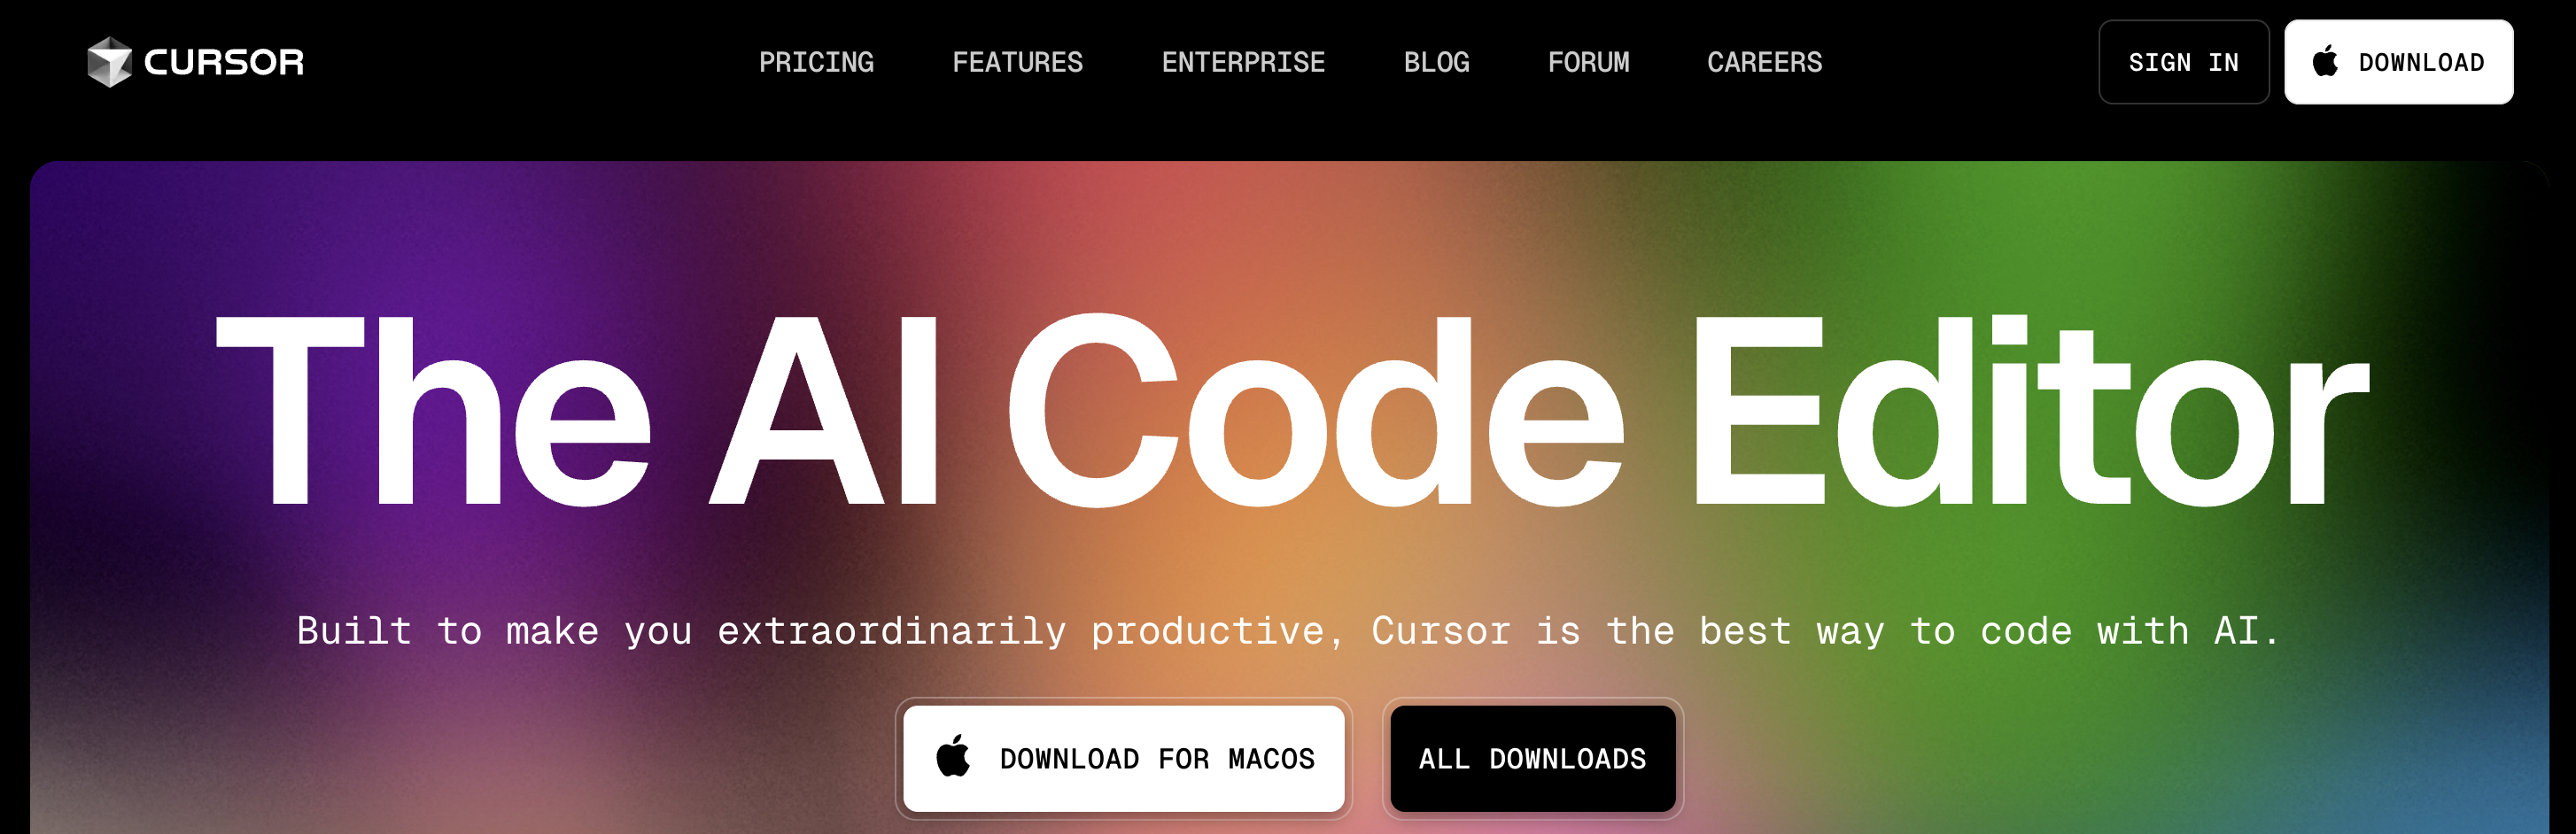 CURSOR
PRICING FEATURES ENTERPRISE BLOG FORUM CAREERS
SIGN IN
DOWNLOAD
The AI Code Editor
Built to make you extraordinarily productive, Cursor is the best way to code with AI.
DOWNLOAD FOR MACOS
ALL DOWNLOADS